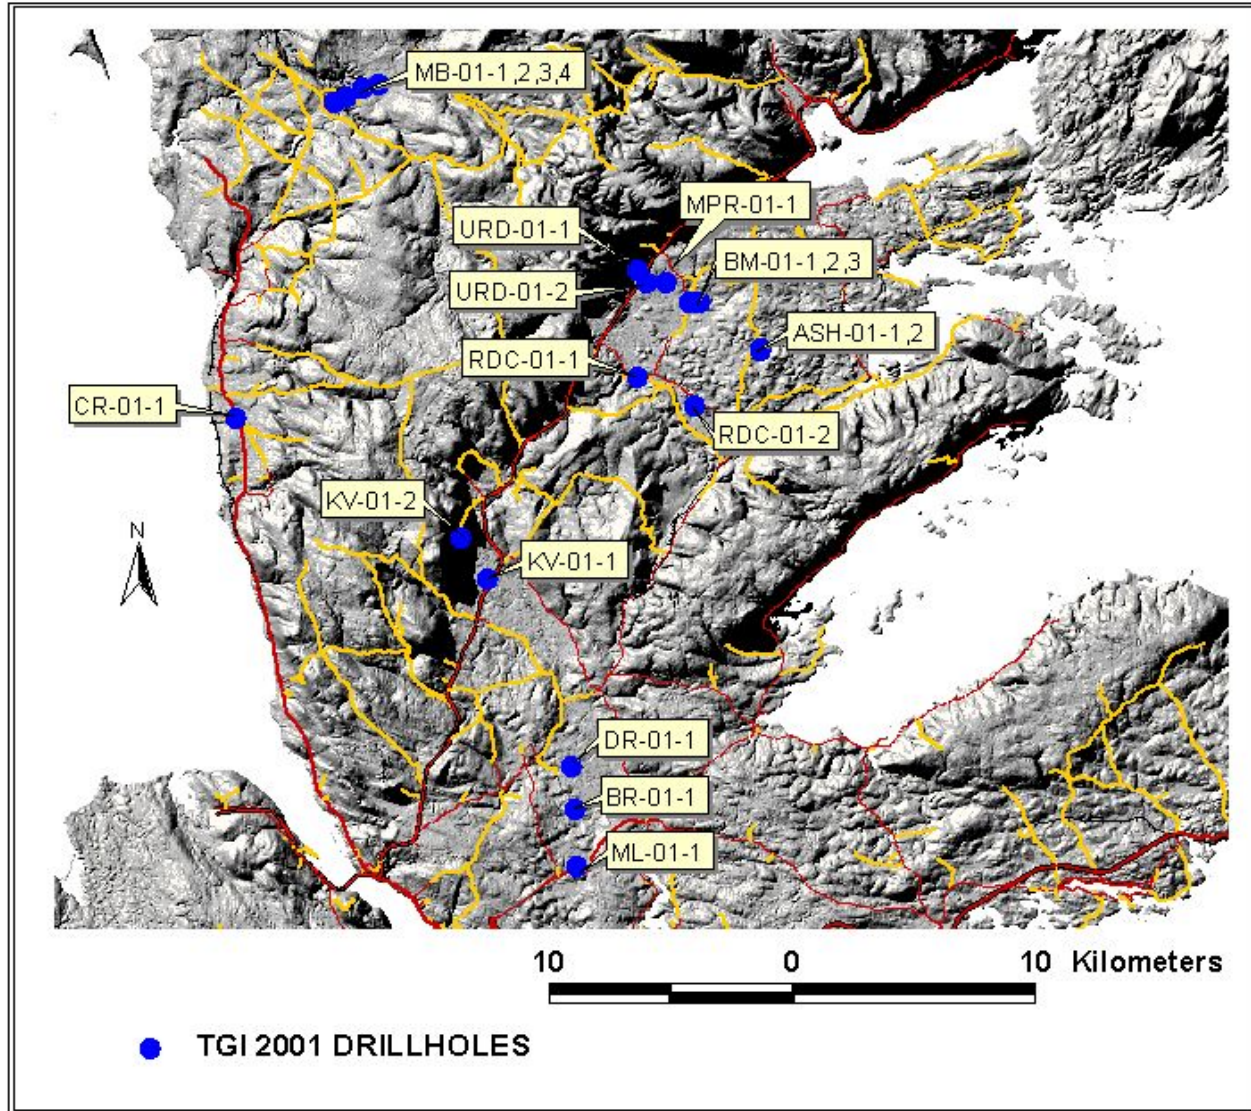 MB-01-1,2,3,4
MPR-01-1
URD-01-1
BM-01-1,2,3
URD-01-2
ASH-01-1,2
RDC-01-1
CR-01-1
RDC-01-2
KV-01-2
N
KV-01-1
DR-01-1
BR-01-1
ML-01-1
10 0 10 Kilometers
TGI 2001 DRILLHOLES